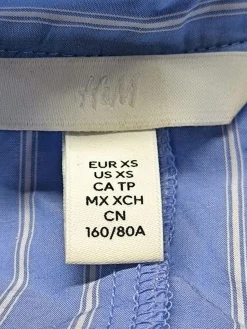 H&M
EUR XS
US XS
CA TP
MX XCH
CN
160/80A